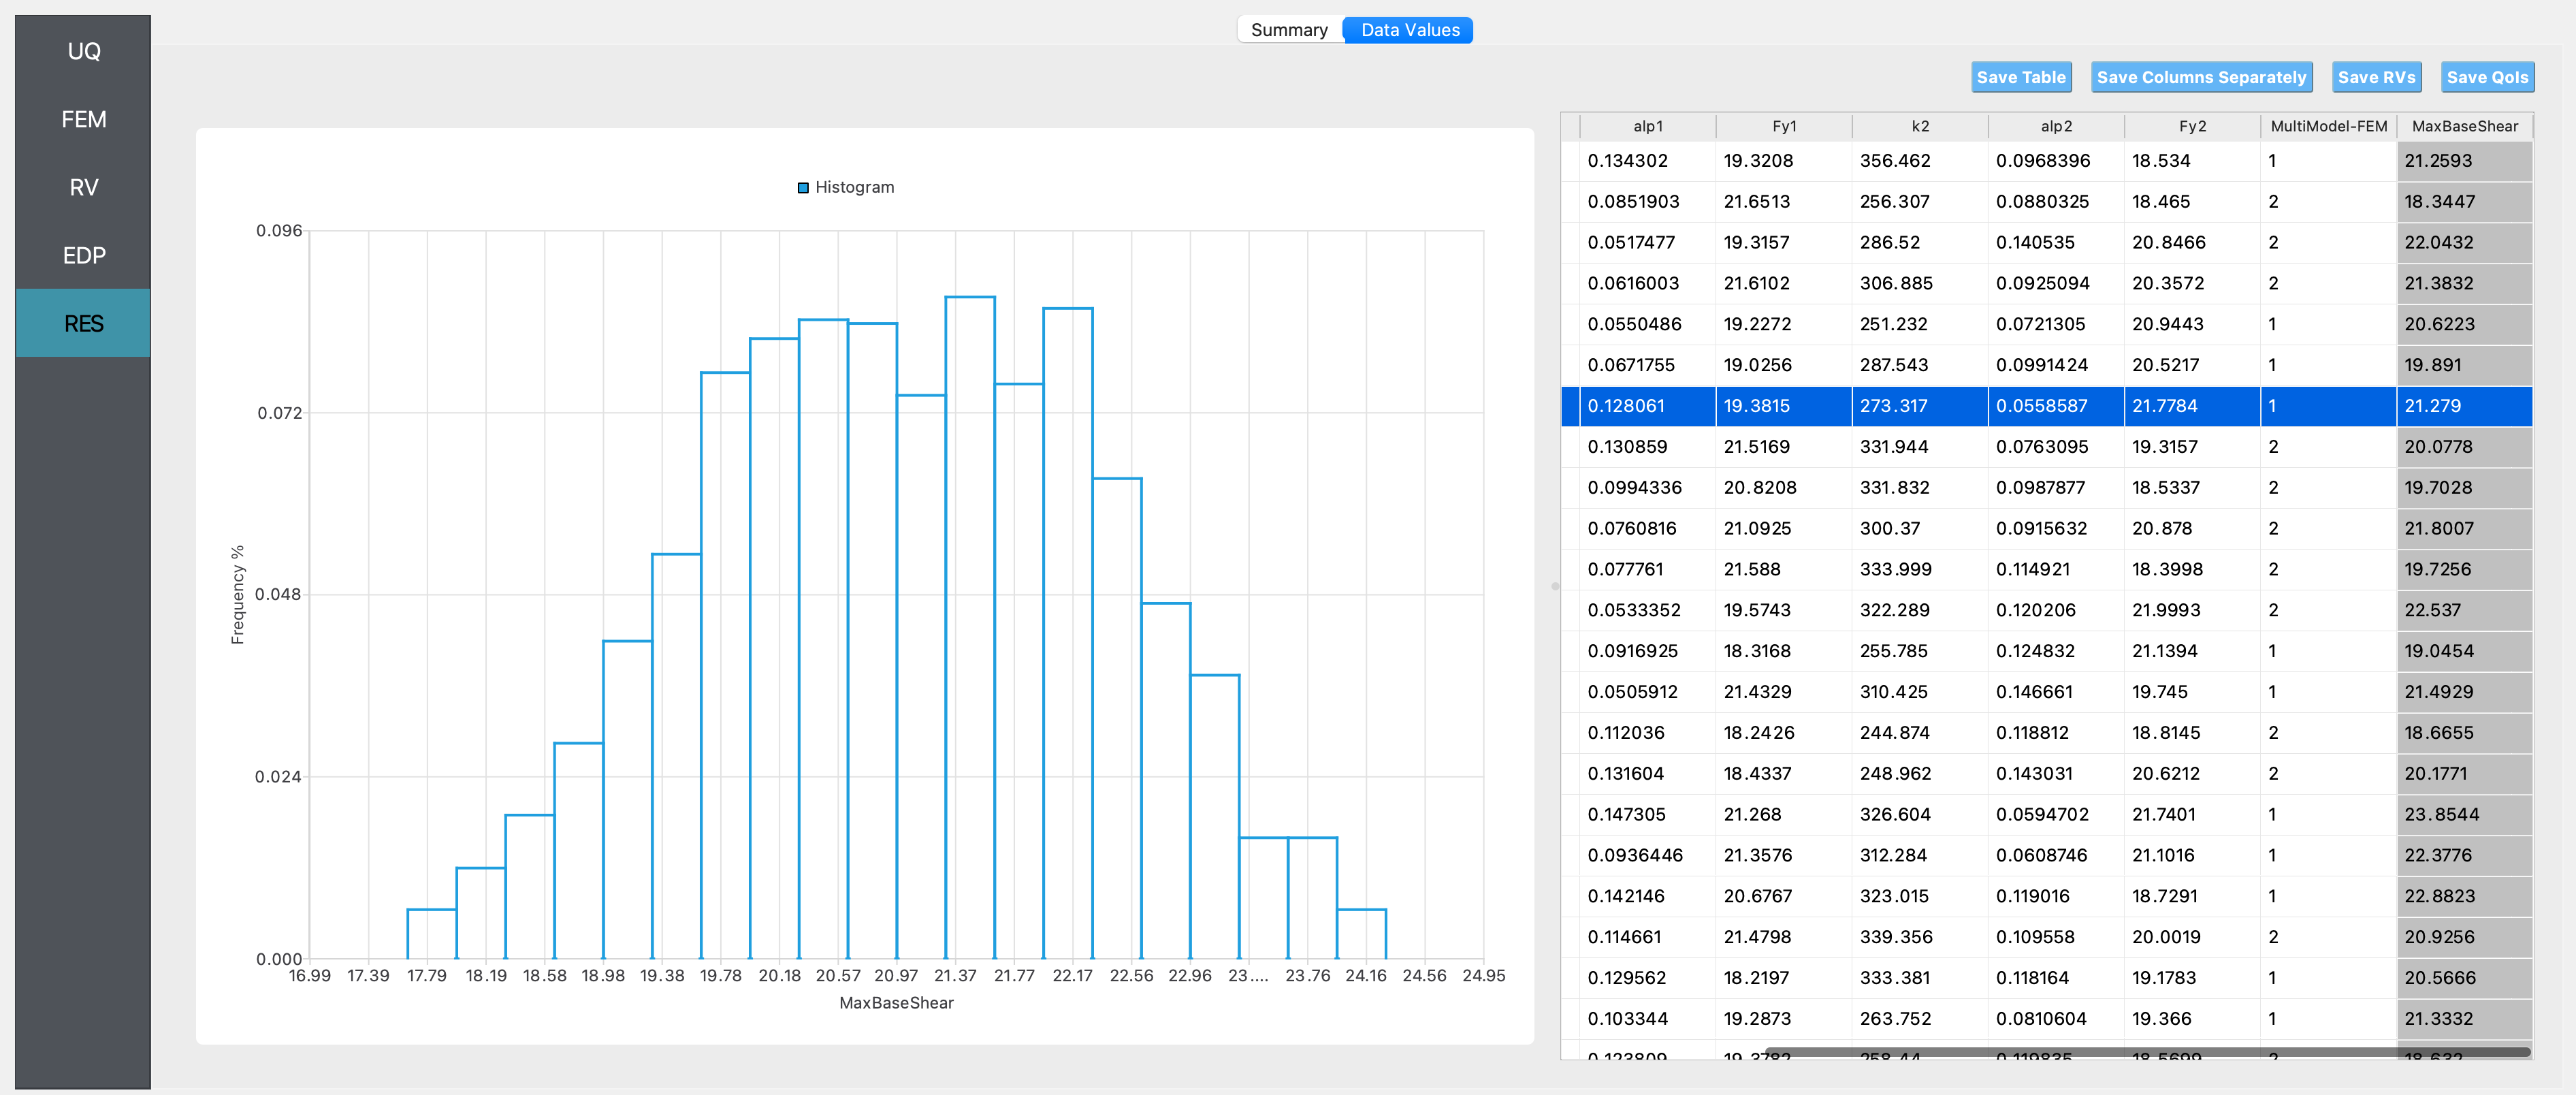 Summary Data Values
UQ
FEM
RV
EDP
RES
Save Table Save Columns Separately Save RVs Save QoIs
Histogram
Frequency %
0.096
0.072
0.048
0.024
0.000
16.99 17.39 17.79 18.19 18.58 18.98 19.38 19.78 20.18 20.57 20.97 21.37 21.77 22.17 22.56 22.96 23.... 23.76 24.16 24.56 24.95
MaxBaseShear
alp1 Fy1 k2 alp2 Fy2 MultiModel-FEM MaxBaseShear
0.134302 19.3208 356.462 0.0968396 18.534 1 21.2593
0.0851903 21.6513 256.307 0.0880325 18.465 2 18.3447
0.0517477 19.3157 286.52 0.140535 20.8466 2 22.0432
0.0616003 21.6102 306.885 0.0925094 20.3572 2 21.3832
0.0550486 19.2272 251.232 0.0721305 20.9443 1 20.6223
0.0671755 19.0256 287.543 0.0991424 20.5217 1 19.891
0.128061 19.3815 273.317 0.0558587 21.7784 1 21.279
0.130859 21.5169 331.944 0.0763095 19.3157 2 20.0778
0.0994336 20.8208 331.832 0.0987877 18.5337 2 19.7028
0.0760816 21.0925 300.37 0.0915632 20.878 2 21.8007
0.077761 21.588 333.999 0.114921 18.3998 2 19.7256
0.0533352 19.5743 322.289 0.120206 21.9993 2 22.537
0.0916925 18.3168 255.785 0.124832 21.1394 1 19.0454
0.0505912 21.4329 310.425 0.146661 19.745 1 21.4929
0.112036 18.2426 244.874 0.118812 18.8145 2 18.6655
0.131604 18.4337 248.962 0.143031 20.6212 2 20.1771
0.147305 21.268 326.604 0.0594702 21.7401 1 23.8544
0.0936446 21.3576 312.284 0.0608746 21.1016 1 22.3776
0.142146 20.6767 323.015 0.119016 18.7291 1 22.8823
0.114661 21.4798 339.356 0.109558 20.0019 2 20.9256
0.129562 18.2197 333.381 0.118164 19.1783 1 20.5666
0.103344 19.2873 263.752 0.0810604 19.366 1 21.3332